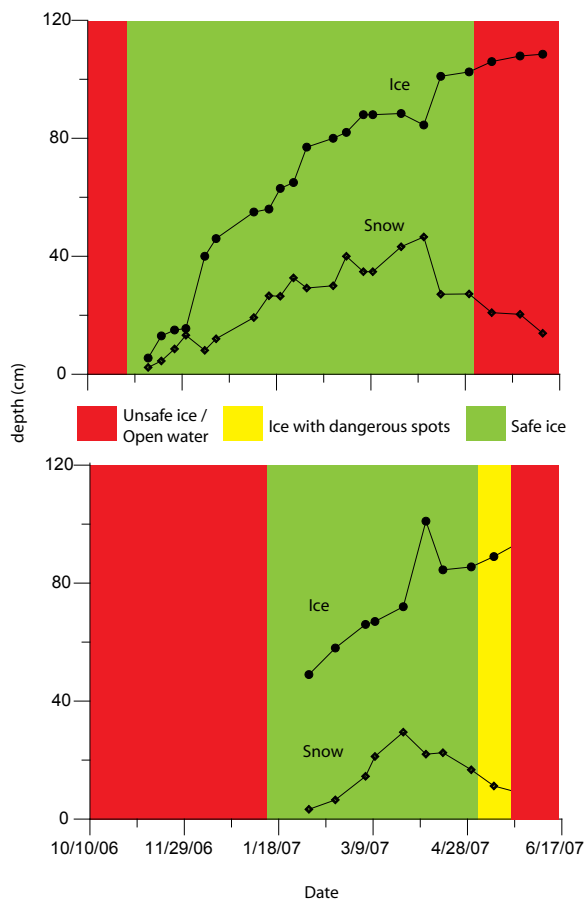 120
80
40
0
Ice
Snow
depth (cm)
Unsafe ice /
Open water
Ice with dangerous spots
Safe ice
120
80
40
0
Ice
Snow
10/10/06 11/29/06 1/18/07 3/9/07 4/28/07 6/17/07
Date